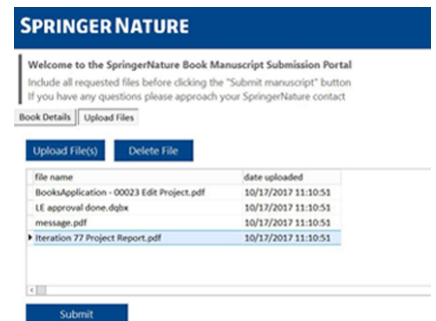 SPRINGER NATURE
Welcome to the SpringerNature Book Manuscript Submission Portal
Include all requested files before clicking the "Submit manuscript" button
If you have any questions please approach your SpringerNature contact
Book Details Upload Files
Upload File(s) Delete File
file name date uploaded
BooksApplication - 00023 Edit Project.pdf 10/17/2017 11:10:51
LE approval done.dqbx 10/17/2017 11:10:51
message.pdf 10/17/2017 11:10:51
Iteration 77 Project Report.pdf 10/17/2017 11:10:51
Submit